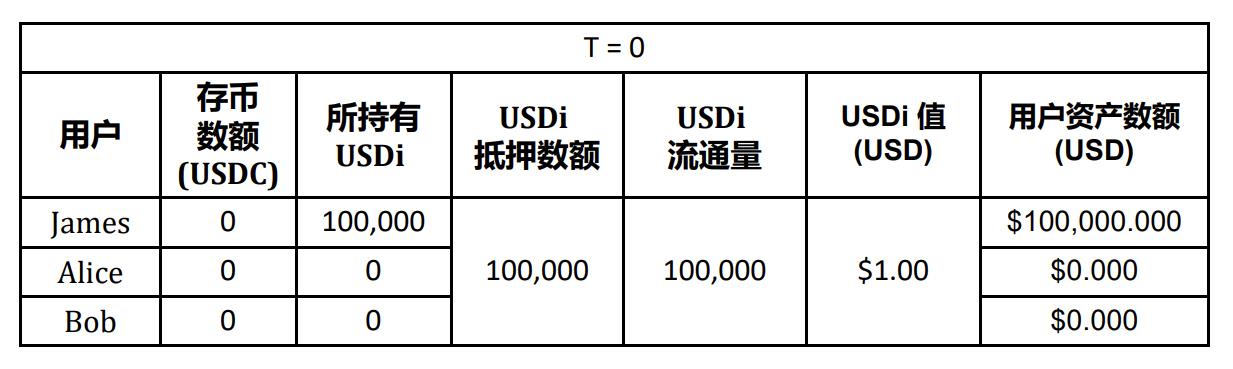 T = 0
用户
存币
数额
(USDC)
所持有
USDi
USDi
抵押数额
USDi
流通量
USDi 值
(USD)
用户资产数额
(USD)
James
0
100,000
100,000
100,000
$1.00
$100,000.000
Alice
0
0
$0.000
Bob
0
0
$0.000